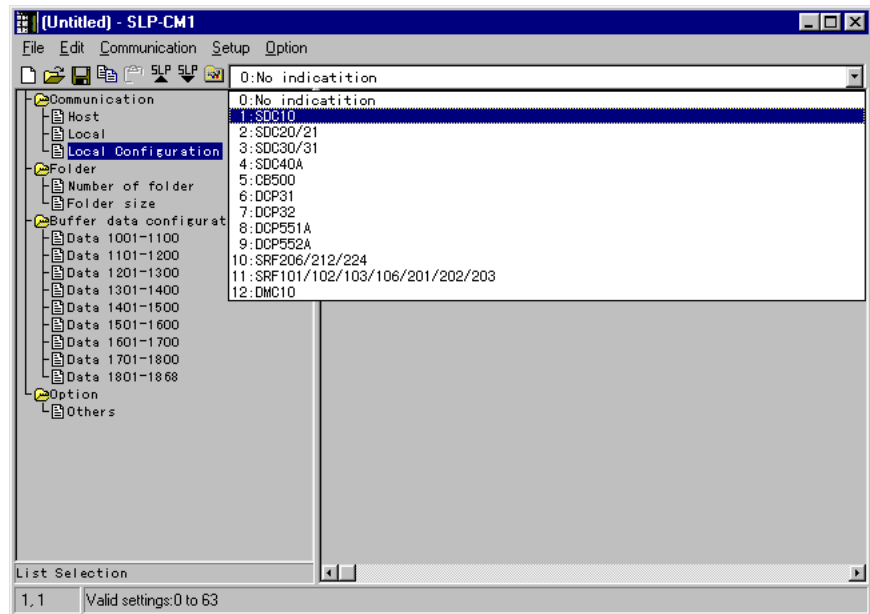 (Untitled) - SLP-CM1
File Edit Communication Setup Option
SLP SLP 0:No indicatition
Communication
Host
Local
Local Configuration
Folder
Number of folder
Folder size
Buffer data configurat
Data 1001-1100
Data 1101-1200
Data 1201-1300
Data 1301-1400
Data 1401-1500
Data 1501-1600
Data 1601-1700
Data 1701-1800
Data 1801-1868
Option
Others
0:No indicatition
1:SDC10
2:SDC20/21
3:SDC30/31
4:SDC40A
5:CB500
6:DCP31
7:DCP32
8:DCP551A
9:DCP552A
10:SRF206/212/224
11:SRF101/102/103/106/201/202/203
12:DMC10
List Selection
1,1 Valid settings:0 to 63